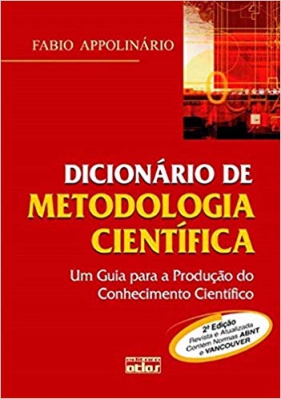 FABIO APPOLINÁRIO
DICIONÁRIO DE
METODOLOGIA
CIENTÍFICA
Um Guia para a Produção do
Conhecimento Científico
2ª Edição
Revista e Atualizada
Contém Normas ABNT
e VANCOUVER
atlas